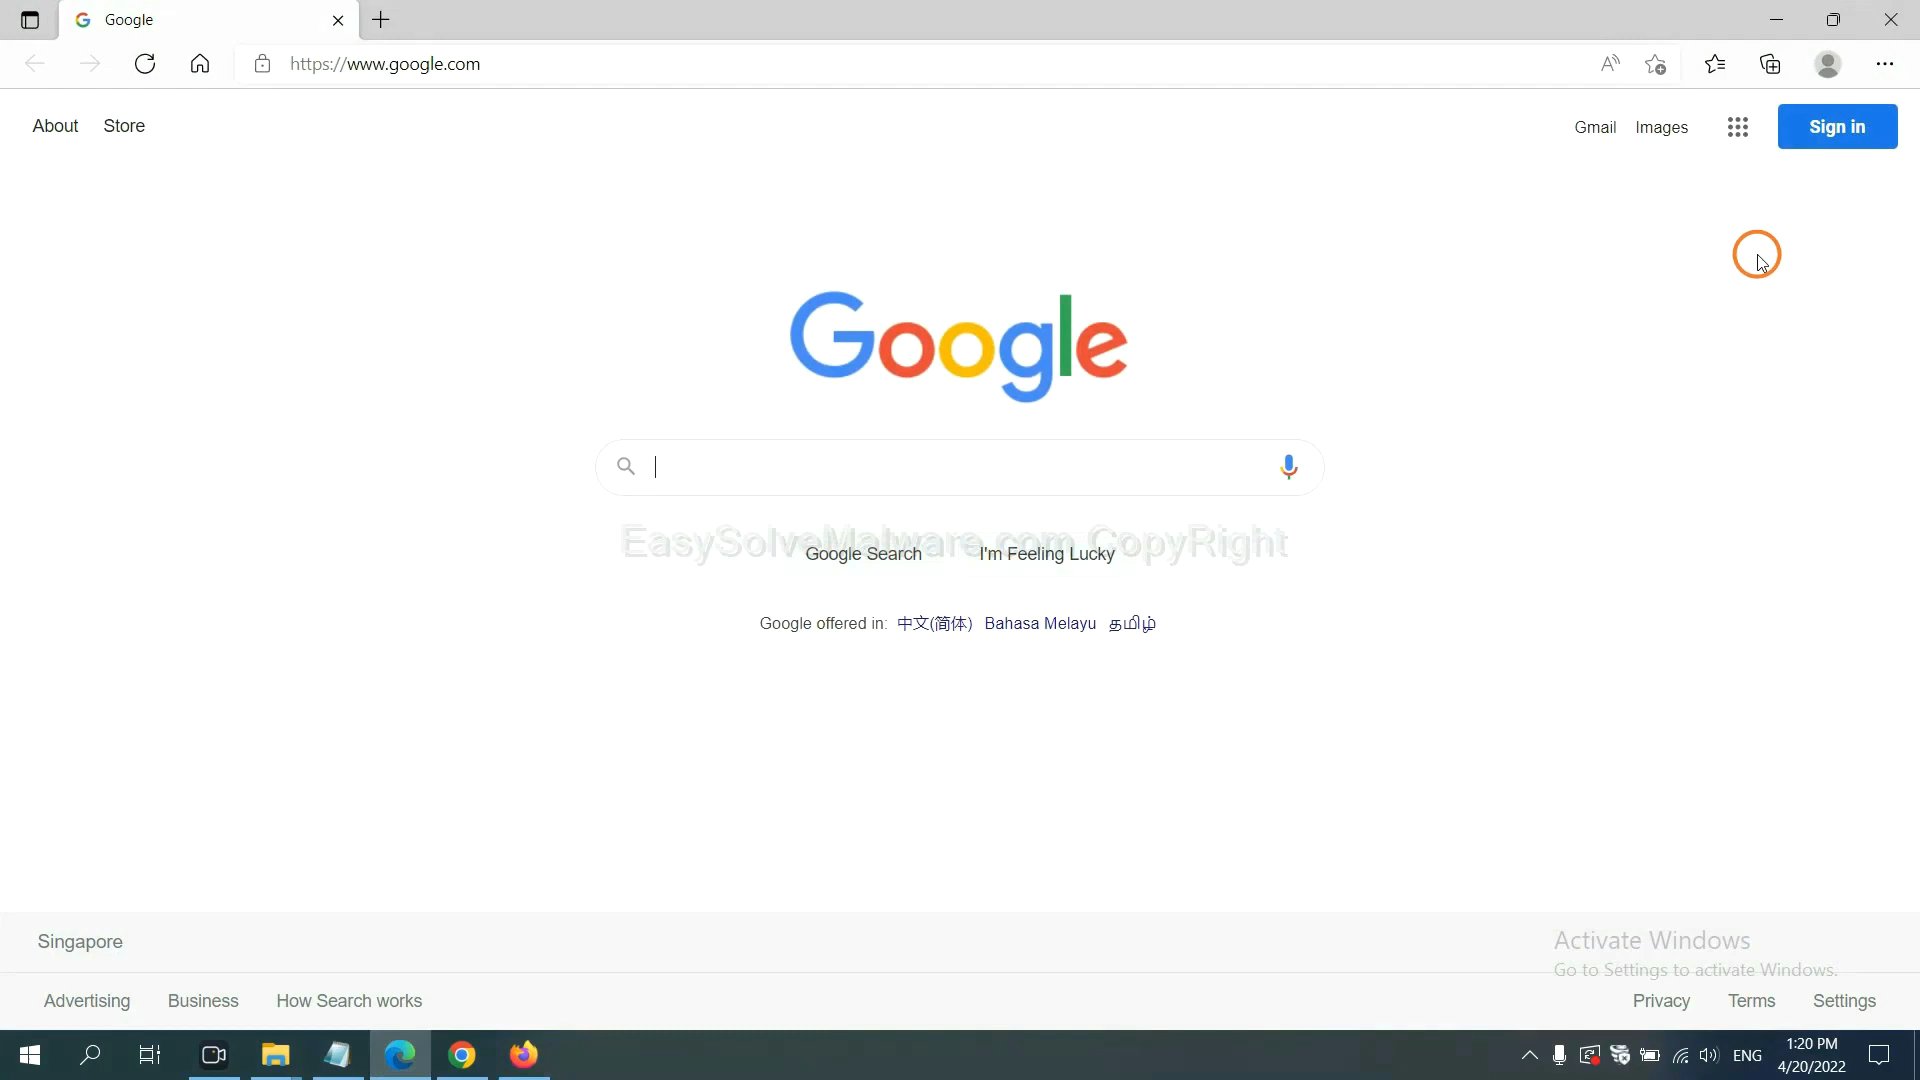 Google
https://www.google.com
About Store
Gmail Images Sign in
Google
EasySolveMalware.com CopyRight
Google Search I'm Feeling Lucky
Google offered in: 中文(简体) Bahasa Melayu தமிழ்
Singapore
Activate Windows
Go to Settings to activate Windows.
Advertising Business How Search works
Privacy Terms Settings
ENG
1:20 PM
4/20/2022